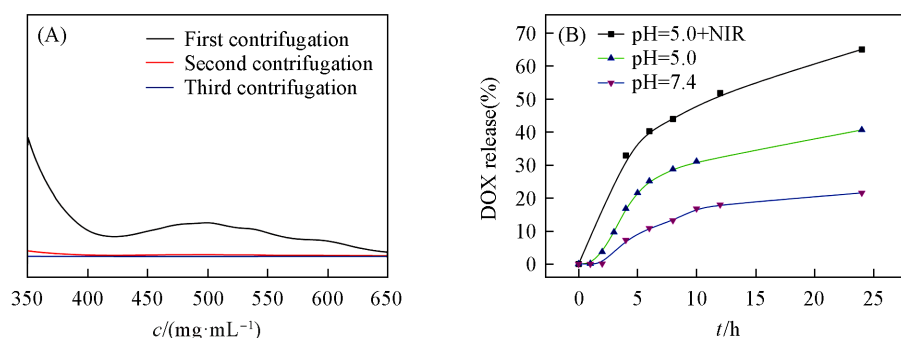 (A)
First contrifugation
Second contrifugation
Third contrifugation
350 400 450 500 550 600 650
c/(mg·mL⁻¹)
(B)
pH=5.0+NIR
pH=5.0
pH=7.4
DOX release(%)
70
60
50
40
30
20
10
0
0 5 10 15 20 25
t/h